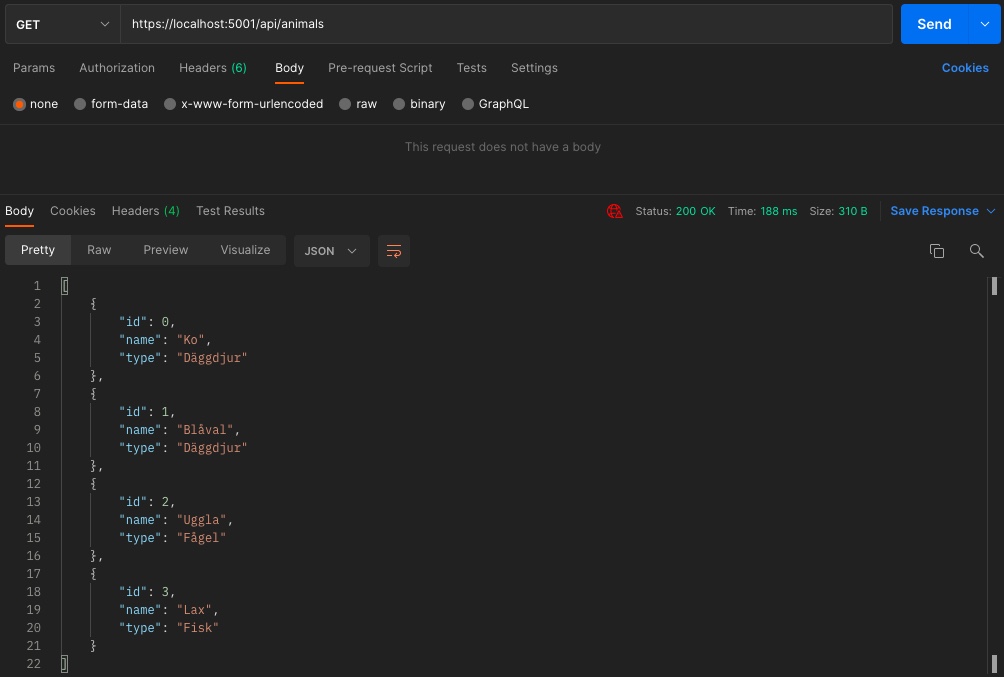 GET https://localhost:5001/api/animals Send
Params Authorization Headers (6) Body Pre-request Script Tests Settings Cookies
none form-data x-www-form-urlencoded raw binary GraphQL
This request does not have a body
Body Cookies Headers (4) Test Results Status: 200 OK Time: 188 ms Size: 310 B Save Response
Pretty Raw Preview Visualize JSON
1 [
2 {
3 "id": 0,
4 "name": "Ko",
5 "type": "Däggdjur"
6 },
7 {
8 "id": 1,
9 "name": "Blåval",
10 "type": "Däggdjur"
11 },
12 {
13 "id": 2,
14 "name": "Uggla",
15 "type": "Fågel"
16 },
17 {
18 "id": 3,
19 "name": "Lax",
20 "type": "Fisk"
21 }
22 ]